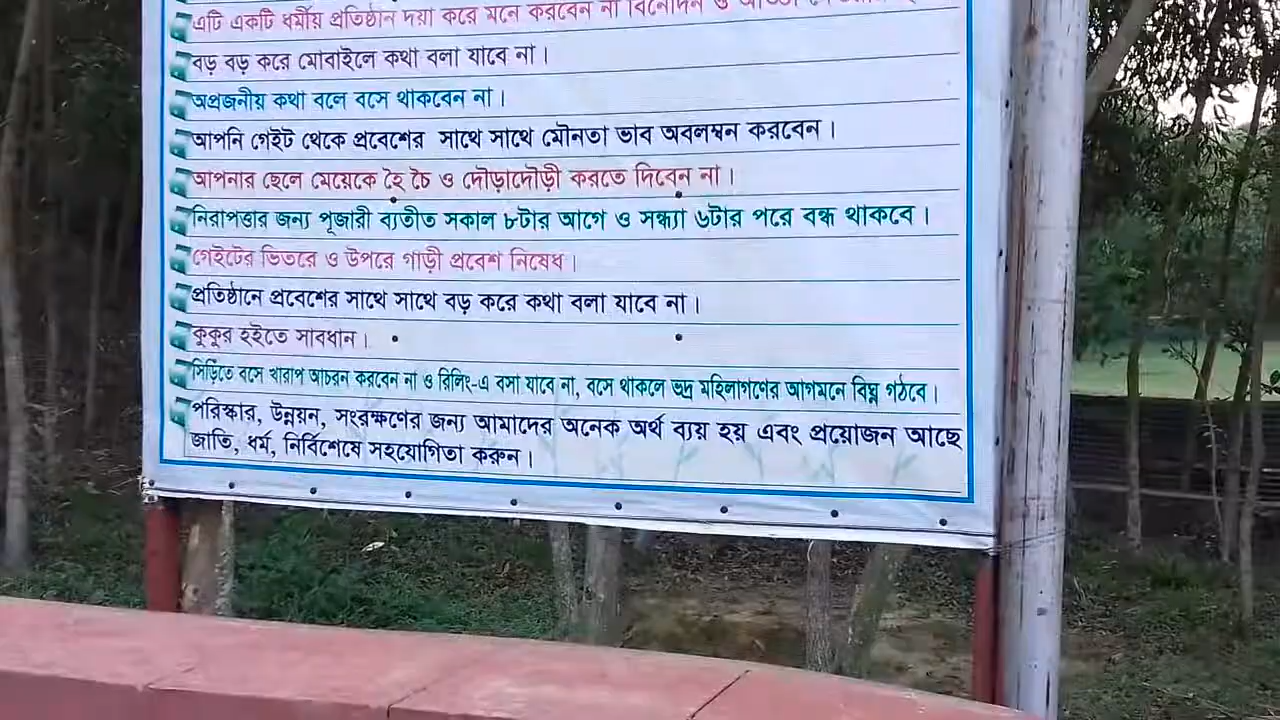 এটি একটি ধর্মীয় প্রতিষ্ঠান দয়া করে মনে করবেন না বিনোদন ও
বড় বড় করে মোবাইলে কথা বলা যাবে না।
অপ্রজনীয় কথা বলে বসে থাকবেন না।
আপনি গেইট থেকে প্রবেশের সাথে সাথে মৌনতা ভাব অবলম্বন করবেন।
আপনার ছেলে মেয়েকে হৈ চৈ ও দৌড়াদৌড়ী করতে দিবেন না।
নিরাপত্তার জন্য পূজারী ব্যতীত সকাল ৮টার আগে ও সন্ধ্যা ৬টার পরে বন্ধ থাকবে।
গেইটের ভিতরে ও উপরে গাড়ী প্রবেশ নিষেধ।
প্রতিষ্ঠানে প্রবেশের সাথে সাথে বড় করে কথা বলা যাবে না।
কুকুর হইতে সাবধান।
সিড়িতে বসে খারাপ আচরন করবেন না ও রিলিং-এ বসা যাবে না, বসে থাকলে ভদ্র মহিলাগণের আগমনে বিঘ্ন গঠবে।
পরিস্কার, উন্নয়ন, সংরক্ষণের জন্য আমাদের অনেক অর্থ ব্যয় হয় এবং প্রয়োজন আছে
জাতি, ধর্ম, নির্বিশেষে সহযোগিতা করুন।